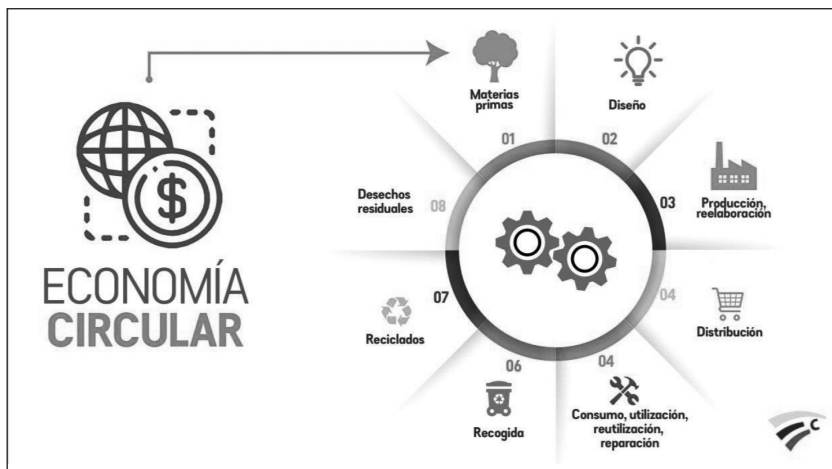 ECONOMÍA
CIRCULAR
$
Materias
primas
01
Diseño
02
03
Producción,
reelaboración
04
Distribución
04
Consumo, utilización,
reutilización,
reparación
06
Recogida
07
Reciclados
Desechos
residuales
08
C